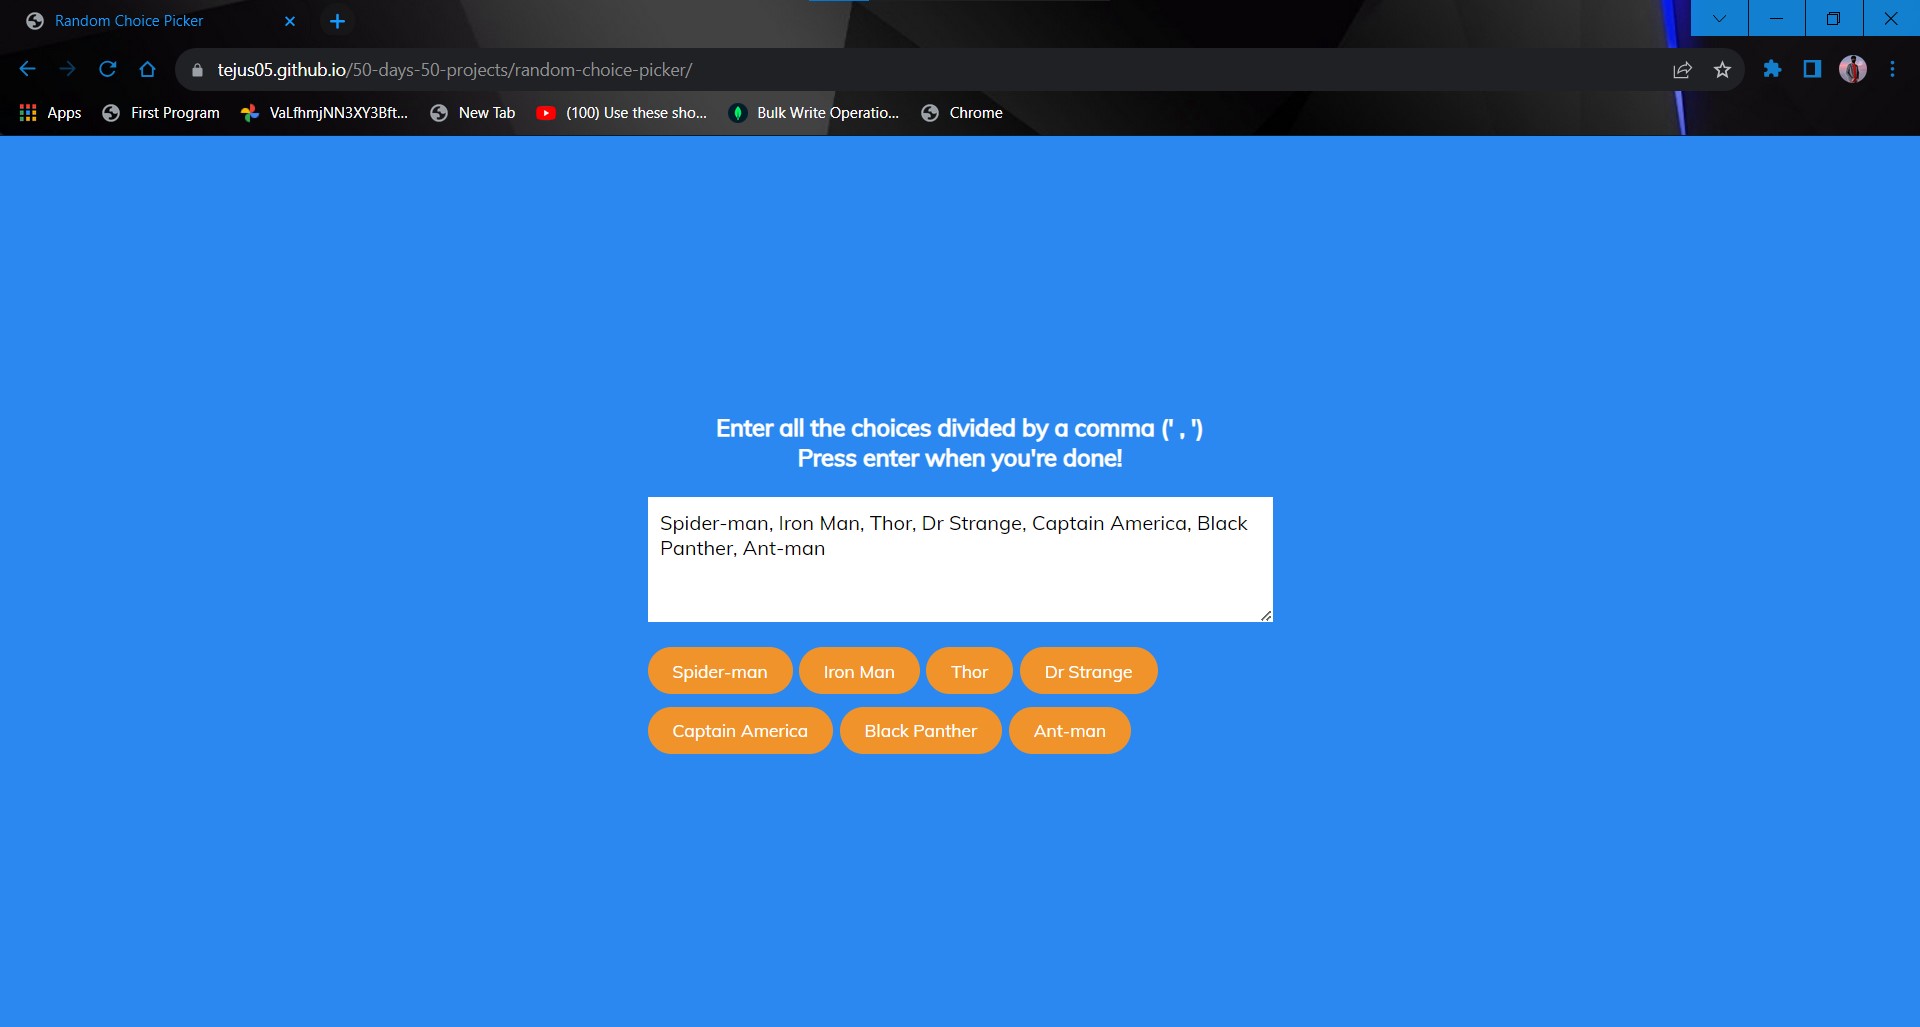 Random Choice Picker
tejus05.github.io/50-days-50-projects/random-choice-picker/
Apps First Program VaLfhmjNN3XY3Bft... New Tab (100) Use these sho... Bulk Write Operatio... Chrome
Enter all the choices divided by a comma (' , ')
Press enter when you're done!
Spider-man, Iron Man, Thor, Dr Strange, Captain America, Black
Panther, Ant-man
Spider-man Iron Man Thor Dr Strange
Captain America Black Panther Ant-man